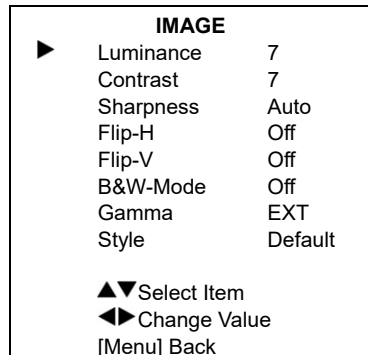 IMAGE
▶ Luminance 7
Contrast 7
Sharpness Auto
Flip-H Off
Flip-V Off
B&W-Mode Off
Gamma EXT
Style Default
▲▼Select Item
◀▶Change Value
[Menu] Back